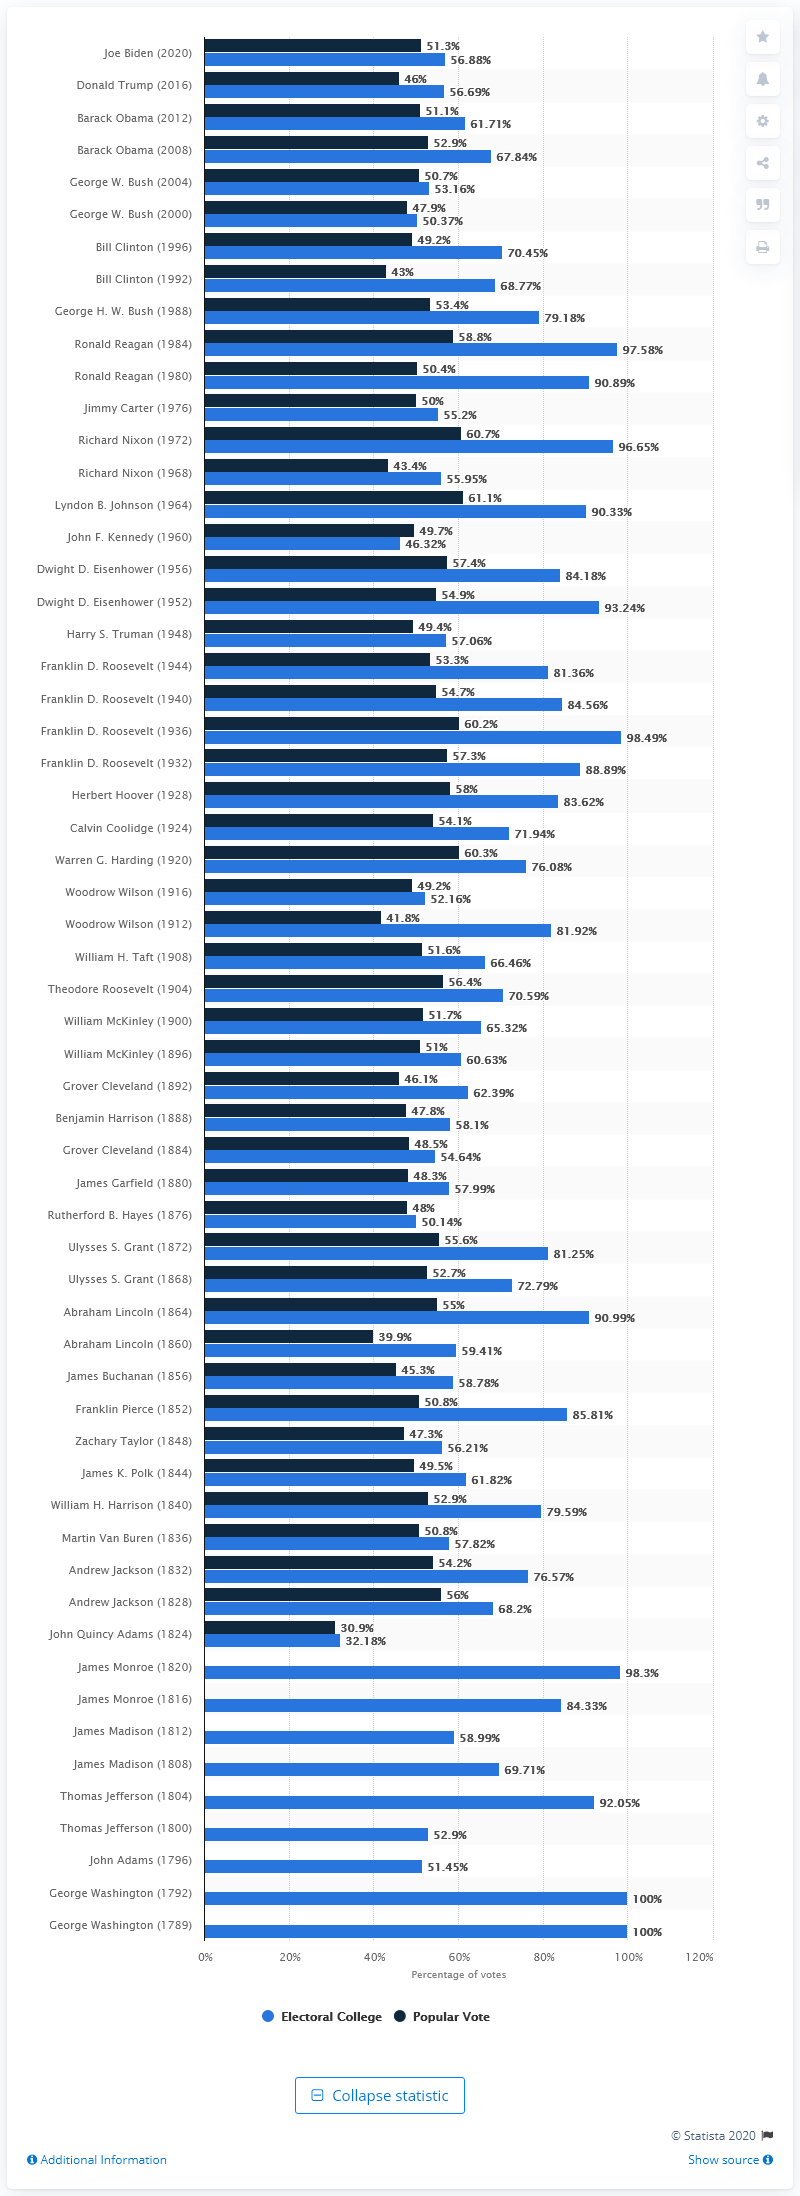 Joe Biden (2020) 51.3%
56.88%
Donald Trump (2016) 46%
56.69%
Barack Obama (2012) 51.1%
61.71%
Barack Obama (2008) 52.9%
67.84%
George W. Bush (2004) 50.7%
53.16%
George W. Bush (2000) 47.9%
50.37%
Bill Clinton (1996) 49.2%
70.45%
Bill Clinton (1992) 43%
68.77%
George H. W. Bush (1988) 53.4%
79.18%
Ronald Reagan (1984) 58.8%
97.58%
Ronald Reagan (1980) 50.4%
90.89%
Jimmy Carter (1976) 50%
55.2%
Richard Nixon (1972) 60.7%
96.65%
Richard Nixon (1968) 43.4%
55.95%
Lyndon B. Johnson (1964) 61.1%
90.33%
John F. Kennedy (1960) 49.7%
46.32%
Dwight D. Eisenhower (1956) 57.4%
84.18%
Dwight D. Eisenhower (1952) 54.9%
93.24%
Harry S. Truman (1948) 49.4%
57.06%
Franklin D. Roosevelt (1944) 53.3%
81.36%
Franklin D. Roosevelt (1940) 54.7%
84.56%
Franklin D. Roosevelt (1936) 60.2%
98.49%
Franklin D. Roosevelt (1932) 57.3%
88.89%
Herbert Hoover (1928) 58%
83.62%
Calvin Coolidge (1924) 54.1%
71.94%
Warren G. Harding (1920) 60.3%
76.08%
Woodrow Wilson (1916) 49.2%
52.16%
Woodrow Wilson (1912) 41.8%
81.92%
William H. Taft (1908) 51.6%
66.46%
Theodore Roosevelt (1904) 56.4%
70.59%
William McKinley (1900) 51.7%
65.32%
William McKinley (1896) 51%
60.63%
Grover Cleveland (1892) 46.1%
62.39%
Benjamin Harrison (1888) 47.8%
58.1%
Grover Cleveland (1884) 48.5%
54.64%
James Garfield (1880) 48.3%
57.99%
Rutherford B. Hayes (1876) 48%
50.14%
Ulysses S. Grant (1872) 55.6%
81.25%
Ulysses S. Grant (1868) 52.7%
72.79%
Abraham Lincoln (1864) 55%
90.99%
Abraham Lincoln (1860) 39.9%
59.41%
James Buchanan (1856) 45.3%
58.78%
Franklin Pierce (1852) 50.8%
85.81%
Zachary Taylor (1848) 47.3%
56.21%
James K. Polk (1844) 49.5%
61.82%
William H. Harrison (1840) 52.9%
79.59%
Martin Van Buren (1836) 50.8%
57.82%
Andrew Jackson (1832) 54.2%
76.57%
Andrew Jackson (1828) 56%
68.2%
John Quincy Adams (1824) 30.9%
32.18%
James Monroe (1820) 98.3%
James Monroe (1816) 84.33%
James Madison (1812) 58.99%
James Madison (1808) 69.71%
Thomas Jefferson (1804) 92.05%
Thomas Jefferson (1800) 52.9%
John Adams (1796) 51.45%
George Washington (1792) 100%
George Washington (1789) 100%
0% 20% 40% 60% 80% 100% 120%
Percentage of votes
Electoral College Popular Vote
Collapse statistic
© Statista 2020
Additional Information Show source